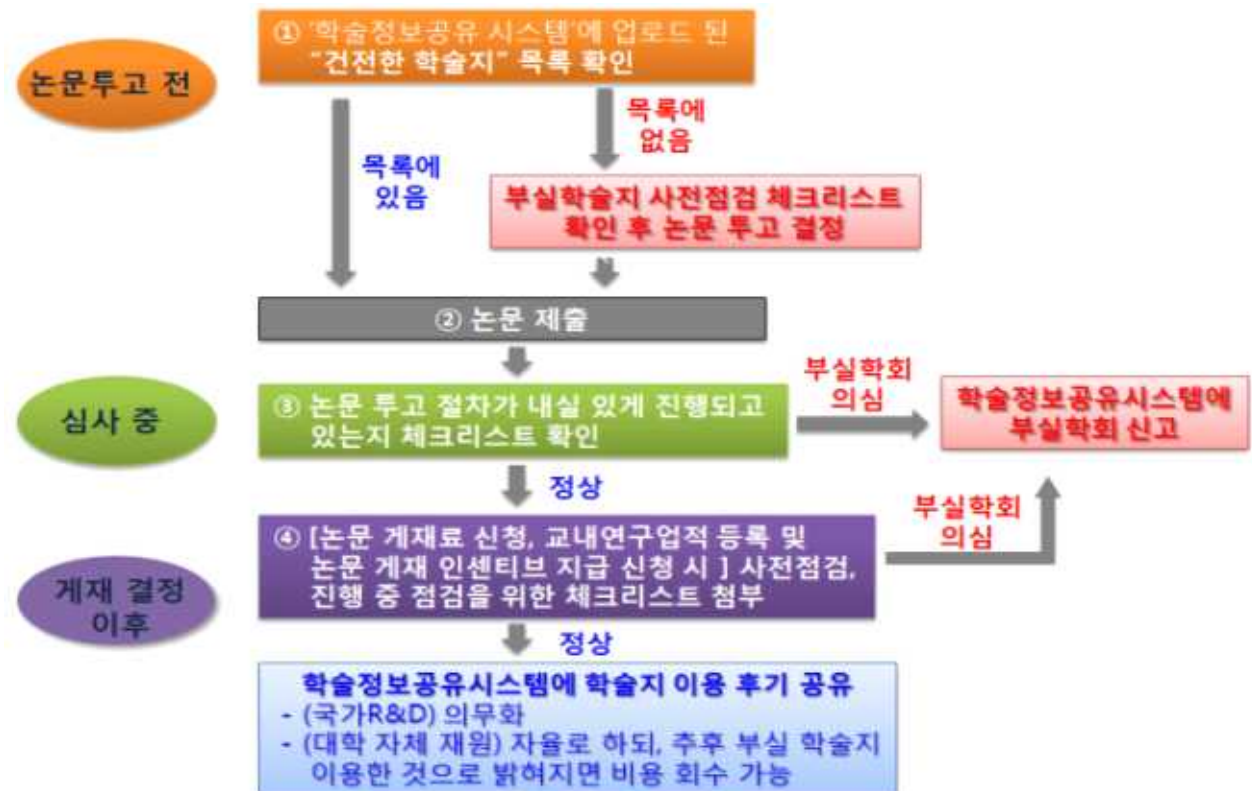 논문투고 전
① '학술정보공유 시스템'에 업로드 된
“건전한 학술지” 목록 확인
목록에
있음
목록에
없음
부실학술지 사전점검 체크리스트
확인 후 논문 투고 결정
② 논문 제출
심사 중
③ 논문 투고 절차가 내실 있게 진행되고
있는지 체크리스트 확인
부실학회
의심
학술정보공유시스템에
부실학회 신고
정상
게재 결정
이후
④ [논문 게재료 신청, 교내연구업적 등록 및
논문 게재 인센티브 지급 신청 시 ] 사전점검,
진행 중 점검을 위한 체크리스트 첨부
부실학회
의심
정상
학술정보공유시스템에 학술지 이용 후기 공유
- (국가R&D) 의무화
- (대학 자체 재원) 자율로 하되, 추후 부실 학술지
이용한 것으로 밝혀지면 비용 회수 가능